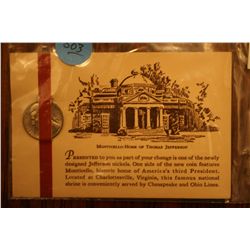 003
MONTICELLO-HOME OF THOMAS JEFFERSON
PRESENTED to you as part of your change is one of the newly
designed Jefferson nickels. One side of the new coin features
Monticello, historic home of America's third President.
Located at Charlottesville, Virginia, this famous national
shrine is conveniently served by Chesapeake and Ohio Lines.